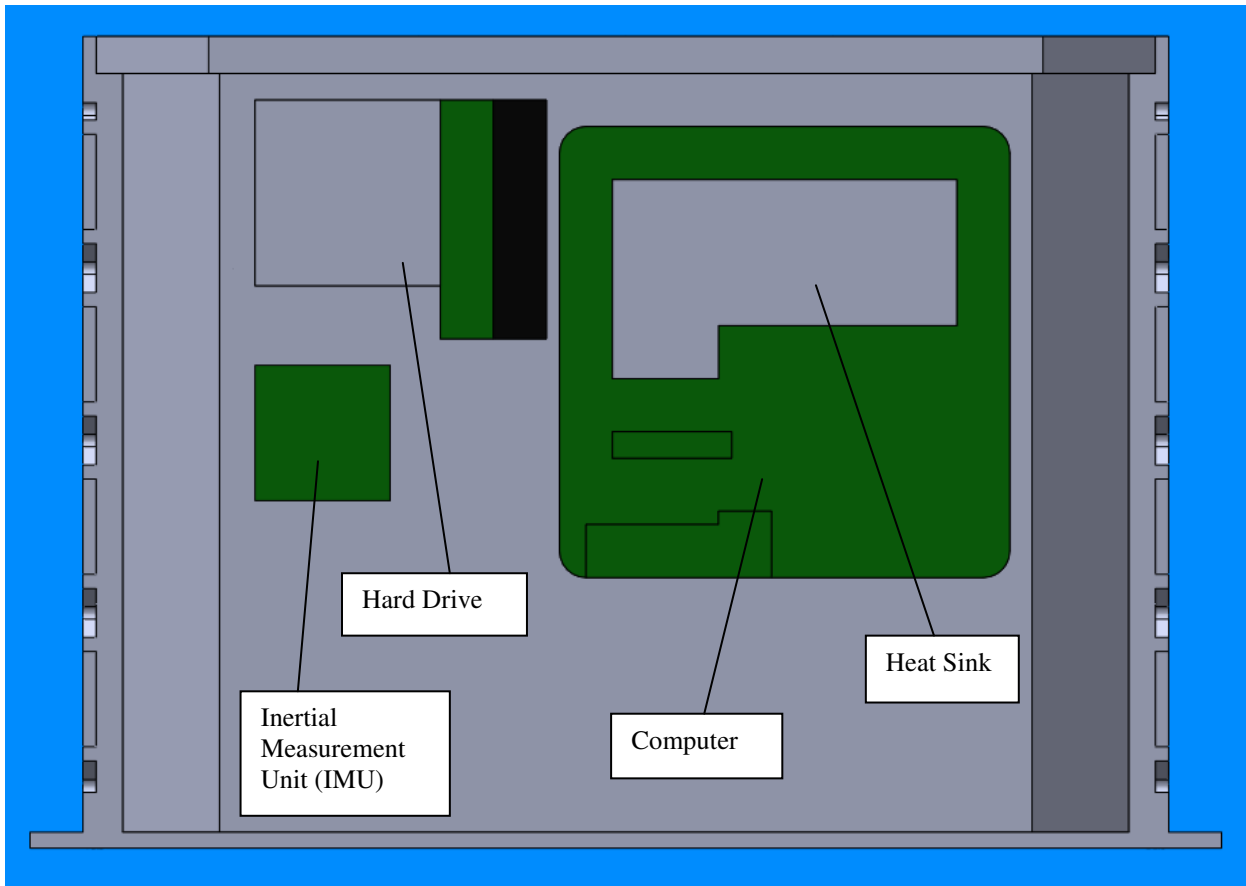 Hard Drive
Heat Sink
Inertial
Measurement
Unit (IMU)
Computer